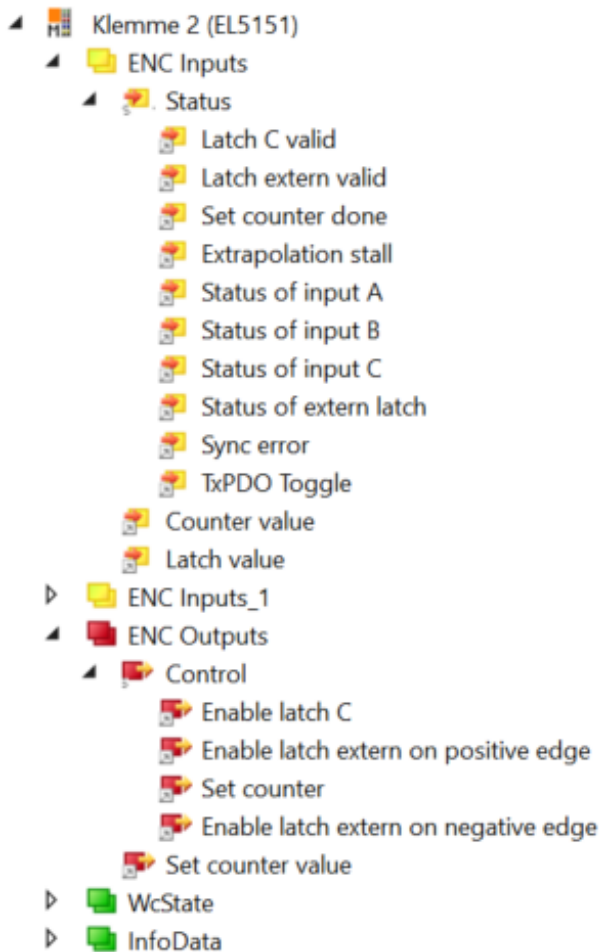 Klemme 2 (EL5151)
ENC Inputs
Status
Latch C valid
Latch extern valid
Set counter done
Extrapolation stall
Status of input A
Status of input B
Status of input C
Status of extern latch
Sync error
TxPDO Toggle
Counter value
Latch value
ENC Inputs_1
ENC Outputs
Control
Enable latch C
Enable latch extern on positive edge
Set counter
Enable latch extern on negative edge
Set counter value
WcState
InfoData